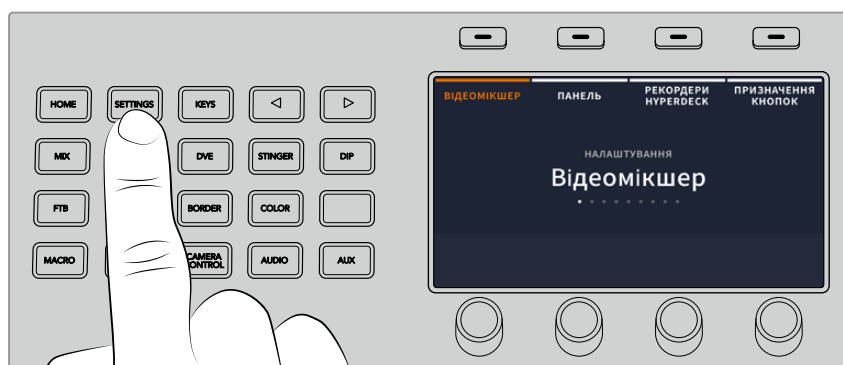 HOME
SETTINGS
KEYS
MIX
DVE
STINGER
DIP
FTB
BORDER
COLOR
MACRO
CAMERA
CONTROL
AUDIO
AUX
ВІДЕОМІКШЕР
ПАНЕЛЬ
РЕКОРДЕРИ
HYPERDECK
ПРИЗНАЧЕННЯ
КНОПОК
НАЛАШТУВАННЯ
Відеомікшер